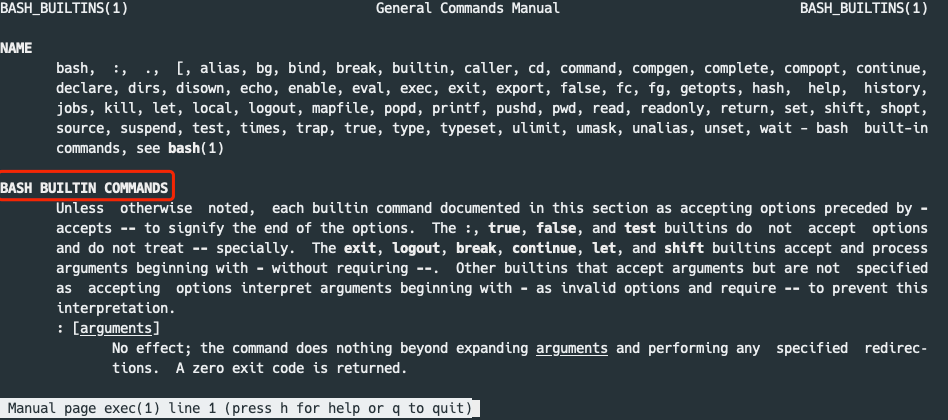 BASH_BUILTINS(1) General Commands Manual BASH_BUILTINS(1)
NAME
bash, :, ., [, alias, bg, bind, break, builtin, caller, cd, command, compgen, complete, compopt, continue,
declare, dirs, disown, echo, enable, eval, exec, exit, export, false, fc, fg, getopts, hash, help, history,
jobs, kill, let, local, logout, mapfile, popd, printf, pushd, pwd, read, readonly, return, set, shift, shopt,
source, suspend, test, times, trap, true, type, typeset, ulimit, umask, unalias, unset, wait - bash built-in
commands, see bash(1)
BASH BUILTIN COMMANDS
Unless otherwise noted, each builtin command documented in this section as accepting options preceded by -
accepts -- to signify the end of the options. The :, true, false, and test builtins do not accept options
and do not treat -- specially. The exit, logout, break, continue, let, and shift builtins accept and process
arguments beginning with - without requiring --. Other builtins that accept arguments but are not specified
as accepting options interpret arguments beginning with - as invalid options and require -- to prevent this
interpretation.
: [arguments]
No effect; the command does nothing beyond expanding arguments and performing any specified redirec-
tions. A zero exit code is returned.
Manual page exec(1) line 1 (press h for help or q to quit)